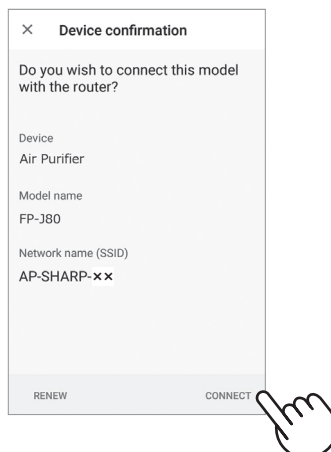 × Device confirmation
Do you wish to connect this model
with the router?
Device
Air Purifier
Model name
FP-J80
Network name (SSID)
AP-SHARP-××
RENEW CONNECT